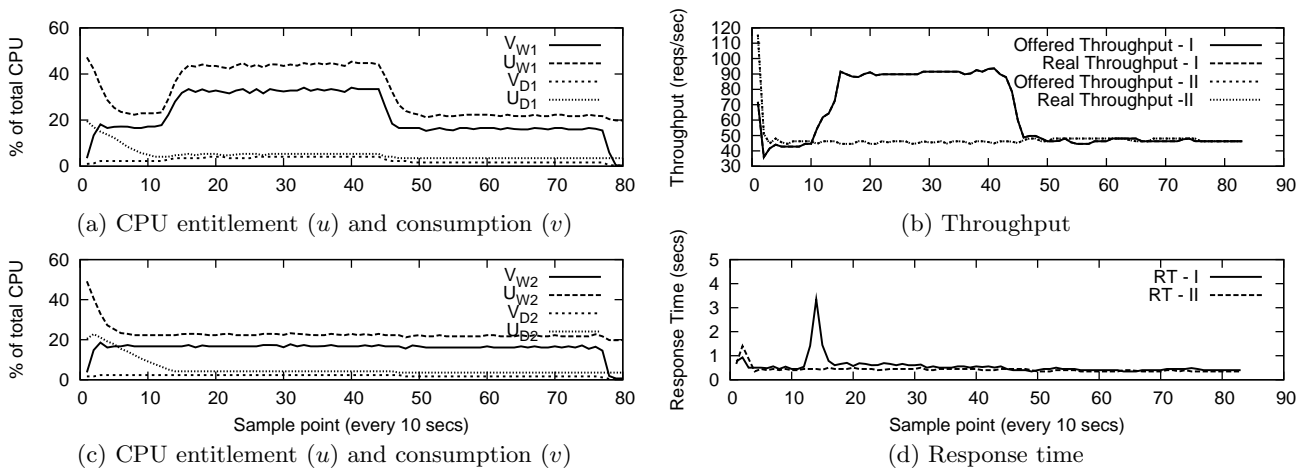 % of total CPU
60
40
20
0
0 10 20 30 40 50 60 70 80
V_W1
U_W1
V_D1
U_D1
(a) CPU entitlement (u) and consumption (v)
Throughput (reqs/sec)
120
110
100
90
80
70
60
50
40
30
0 10 20 30 40 50 60 70 80 90
Offered Throughput - I
Real Throughput - I
Offered Throughput - II
Real Throughput -II
(b) Throughput
% of total CPU
60
40
20
0
0 10 20 30 40 50 60 70 80
V_W2
U_W2
V_D2
U_D2
Sample point (every 10 secs)
(c) CPU entitlement (u) and consumption (v)
Response Time (secs)
5
4
3
2
1
0
0 10 20 30 40 50 60 70 80 90
RT - I
RT - II
Sample point (every 10 secs)
(d) Response time